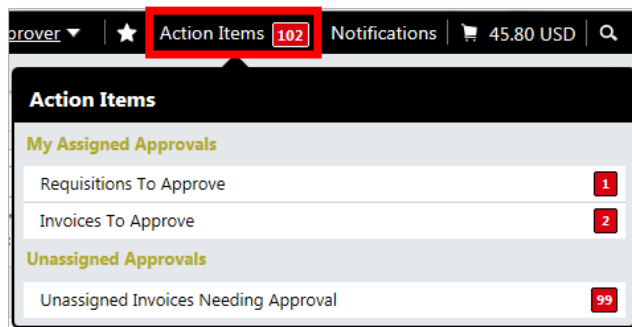 prover Action Items 102 Notifications 45.80 USD
Action Items
My Assigned Approvals
Requisitions To Approve 1
Invoices To Approve 2
Unassigned Approvals
Unassigned Invoices Needing Approval 99